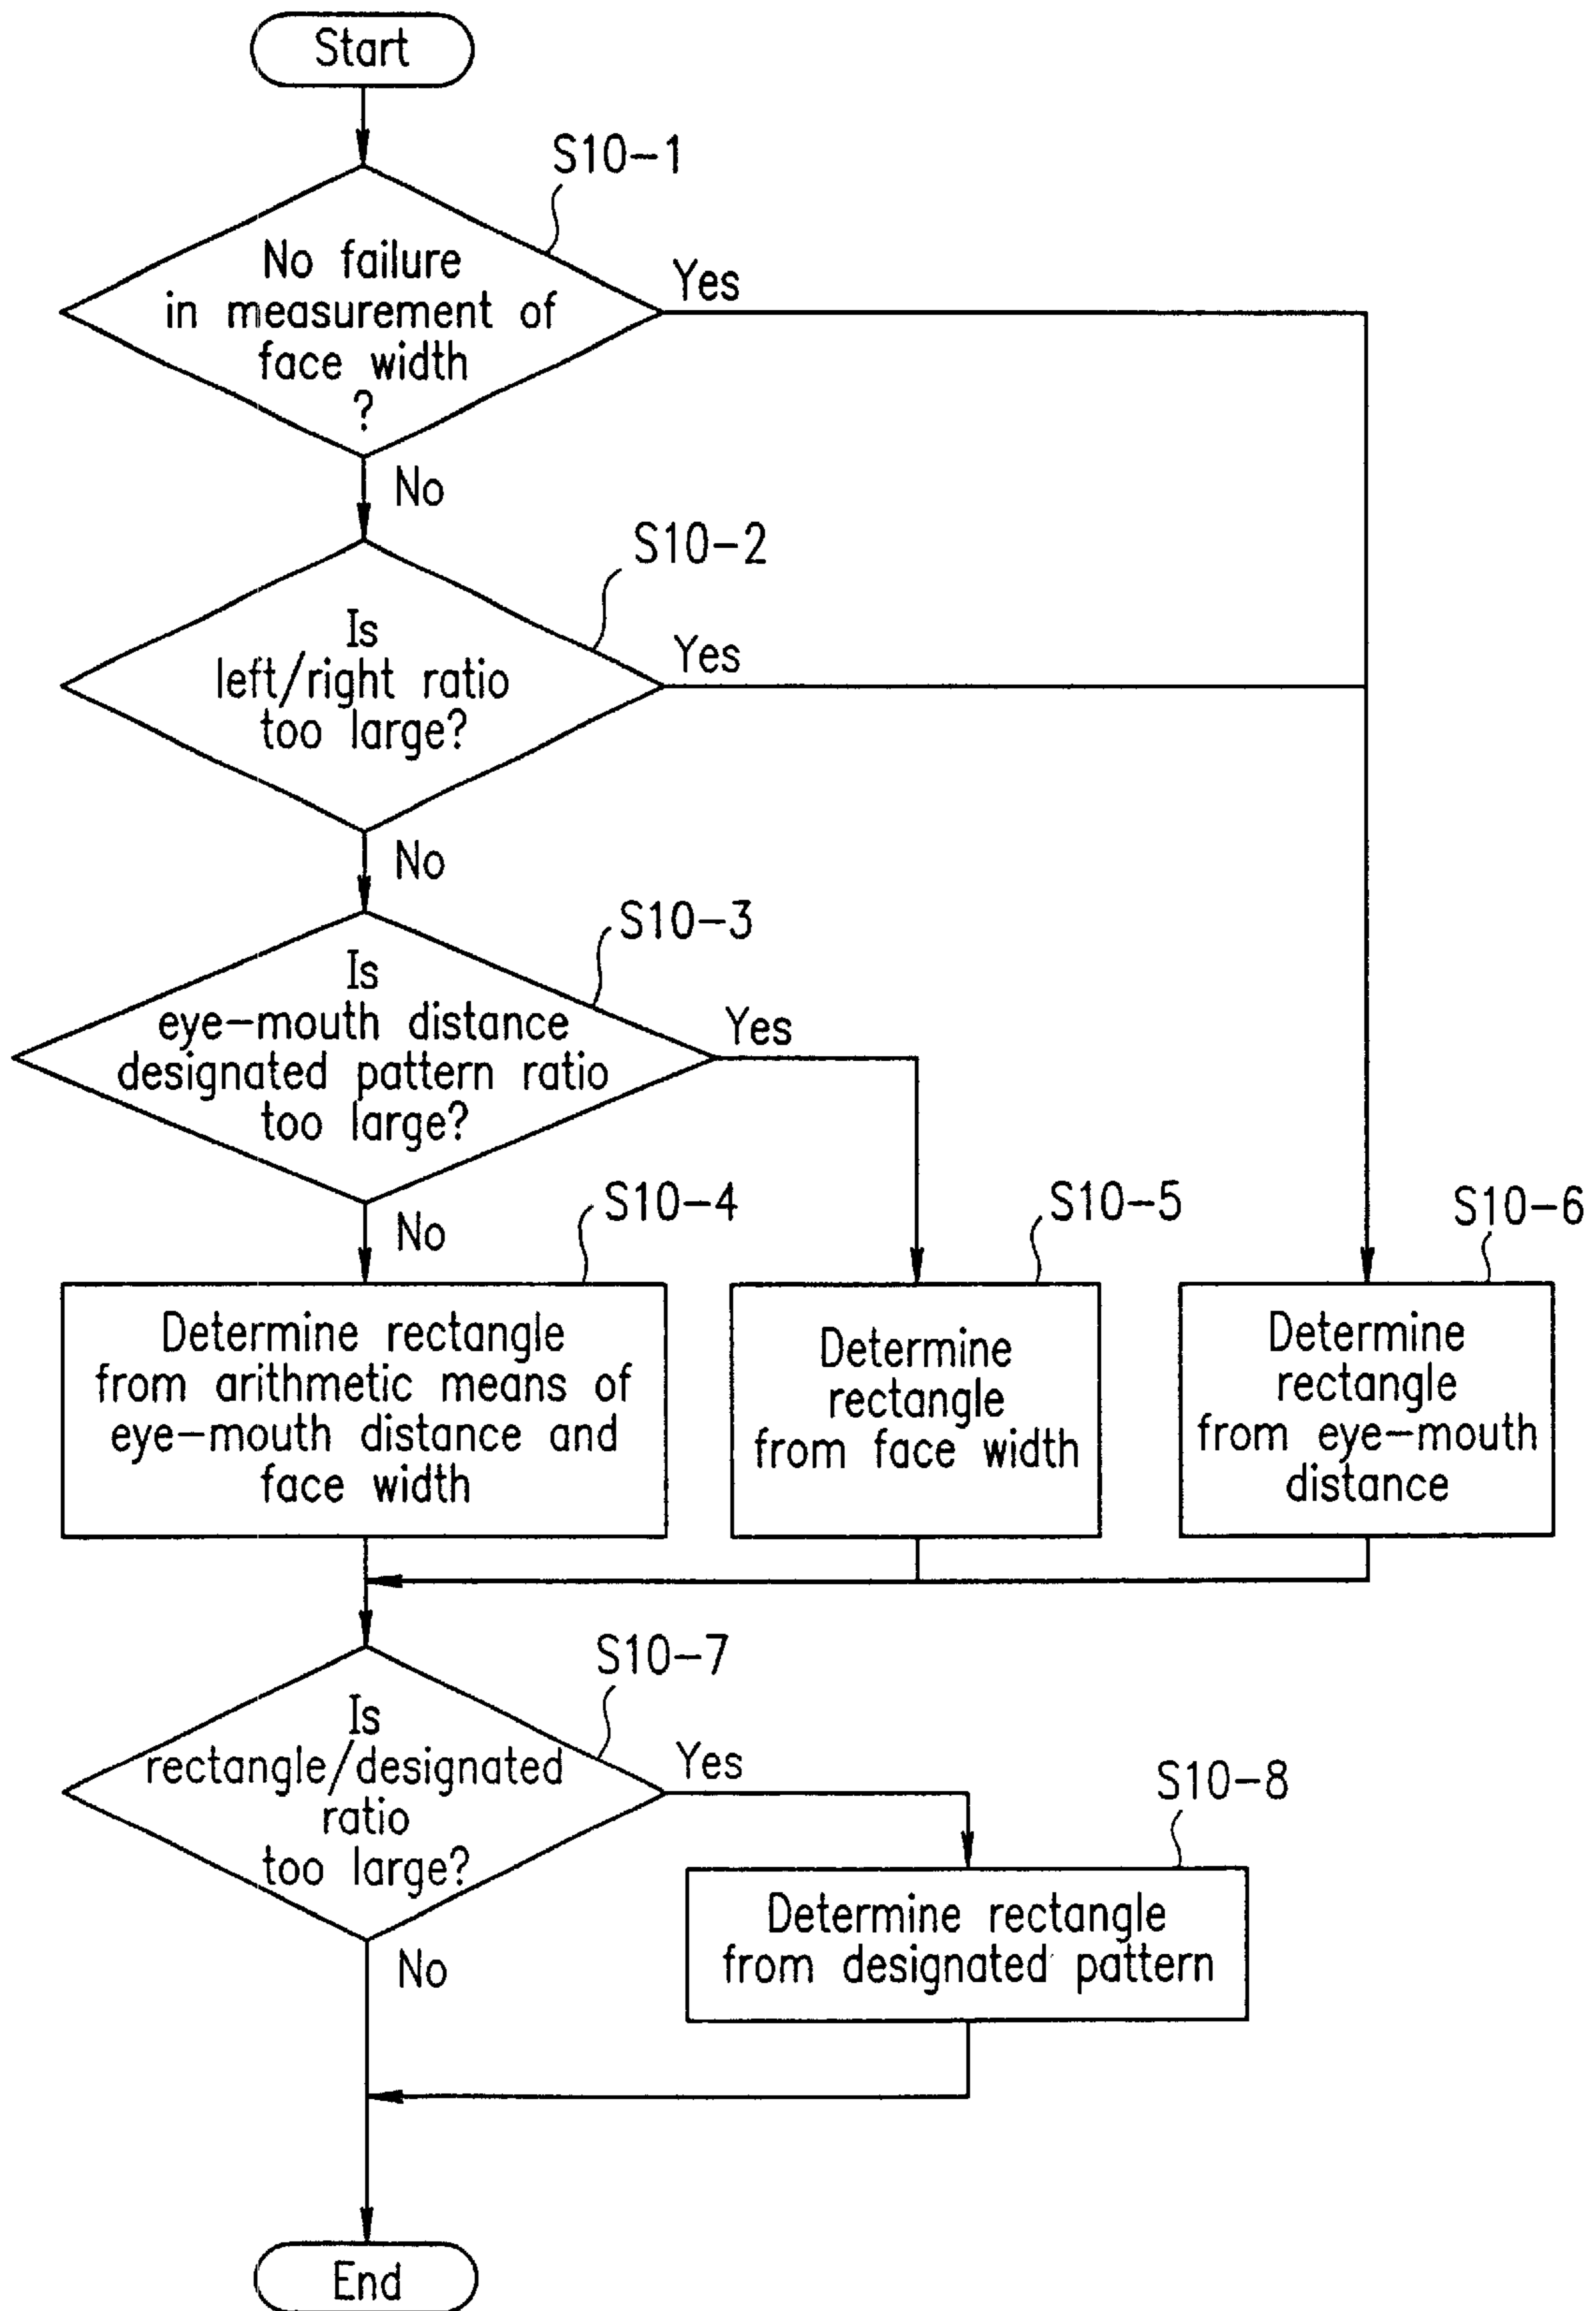 Start
S10-1
No failure
in measurement of
face width
?
Yes
No
S10-2
Is
left/right ratio
too large?
Yes
No
S10-3
Is
eye-mouth distance
designated pattern ratio
too large?
Yes
No
S10-4
Determine rectangle
from arithmetic means of
eye-mouth distance and
face width
S10-5
Determine
rectangle
from face width
S10-6
Determine
rectangle
from eye-mouth
distance
S10-7
Is
rectangle/designated
ratio
too large?
Yes
No
S10-8
Determine rectangle
from designated pattern
End